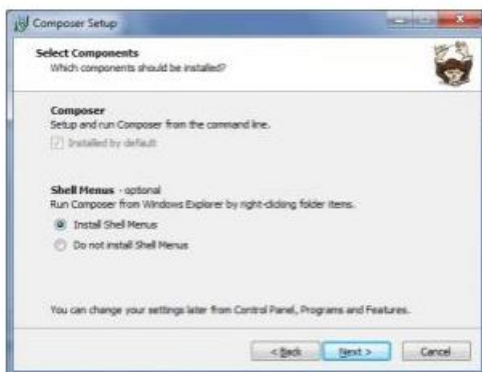 Composer Setup
Select Components
Which components should be installed?
Composer
Setup and run Composer from the command line.
Installed by default
Shell Menus - optional
Run Composer from Windows Explorer by right-clicking folder items.
Install Shell Menus
Do not install Shell Menus
You can change your settings later from Control Panel, Programs and Features.
< Back Next > Cancel